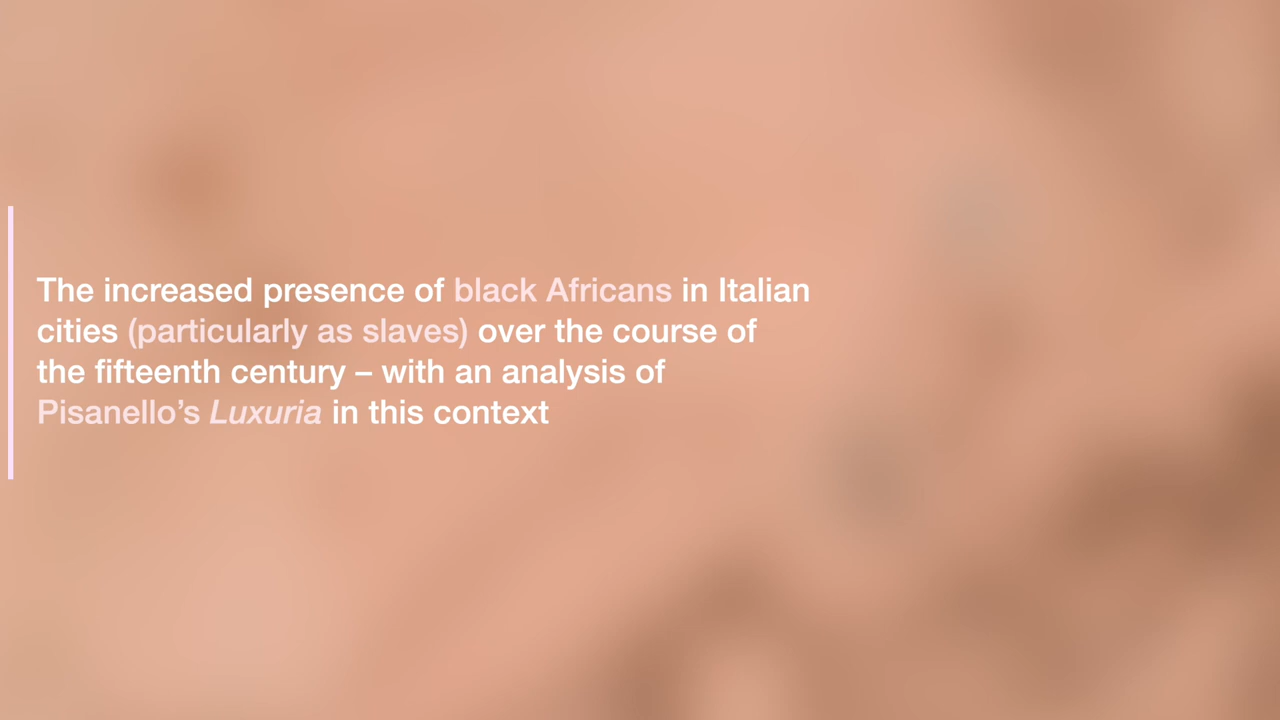 The increased presence of black Africans in Italian
cities (particularly as slaves) over the course of
the fifteenth century – with an analysis of
Pisanello’s Luxuria in this context